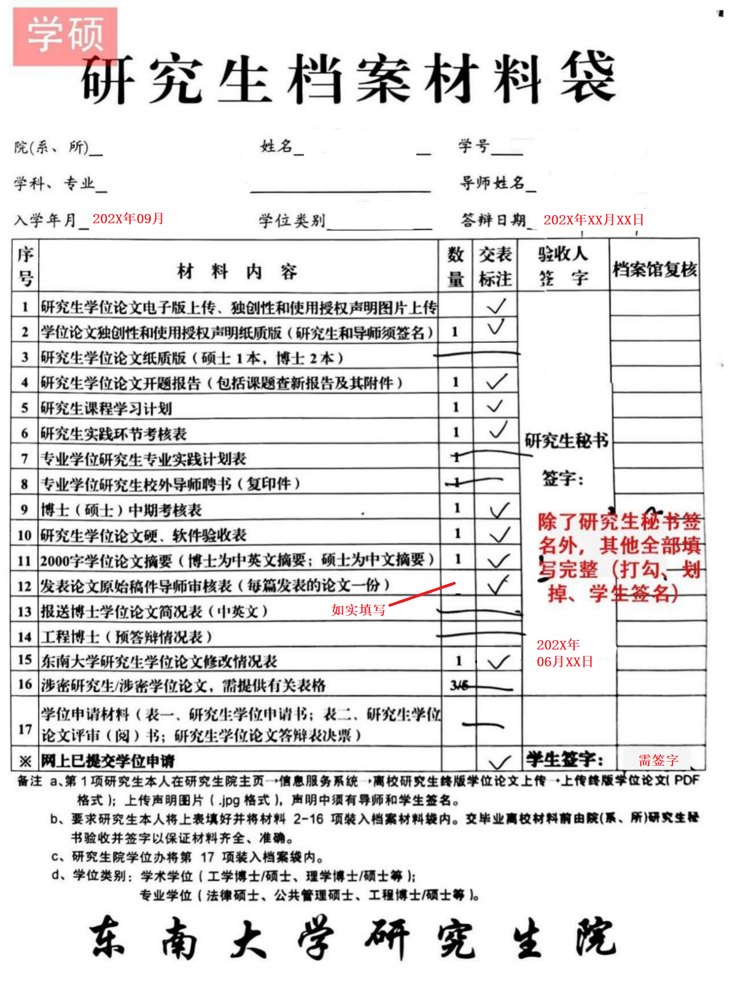 学硕
研究生档案材料袋
院(系、所)_ 姓名_ _ 学号____
学科、专业_ ____________ 导师姓名_
入学年月_ 202X年09月 学位类别________ 答辩日期_ 202X年XX月XX日
序号 材料内容 数量 交表标注 验收人签字 档案馆复核
1 研究生学位论文电子版上传、独创性和使用授权声明图片上传 ✓
2 学位论文独创性和使用授权声明纸质版（研究生和导师须签名） 1 ✓
3 研究生学位论文纸质版（硕士1本，博士2本）
4 研究生学位论文开题报告（包括课题查新报告及其附件） 1 ✓
5 研究生课程学习计划 1 ✓
6 研究生实践环节考核表 1 ✓
研究生秘书
7 专业学位研究生专业实践计划表 1
签字：
8 专业学位研究生校外导师聘书（复印件） 1
9 博士（硕士）中期考核表 1 ✓
除了研究生秘书签
10 研究生学位论文硬、软件验收表 1 ✓
名外，其他全部填
11 2000字学位论文摘要（博士为中英文摘要；硕士为中文摘要） 1 ✓
写完整（打勾、划
12 发表论文原始稿件导师审核表（每篇发表的论文一份） ✓
掉、学生签名）
如实填写
13 报送博士学位论文简况表（中英文）
14 工程博士（预答辩情况表）
202X年
15 东南大学研究生学位论文修改情况表 1 ✓
06月XX日
16 涉密研究生/涉密学位论文，需提供有关表格 3/5
17 学位申请材料（表一、研究生学位申请书；表二、研究生学位
论文评审（阅）书；研究生学位论文答辩表决票）
※ 网上已提交学位申请 ✓ 学生签字： 需签字
备注 a、第1项研究生本人在研究生院主页→信息服务系统→离校研究生终版学位论文上传→上传终版学位论文（PDF
格式）；上传声明图片（.jpg格式），声明中须有导师和学生签名。
b、要求研究生本人将上表填好并将材料 2-16 项装入档案材料袋内。交毕业离校材料前由院(系、所)研究生秘
书验收并签字以保证材料齐全、准确。
c、研究生院学位办将第 17 项装入档案袋内。
d、学位类别：学术学位（工学博士/硕士、理学博士/硕士等）；
专业学位（法律硕士、公共管理硕士、工程博士/硕士等）。
东南大学研究生院